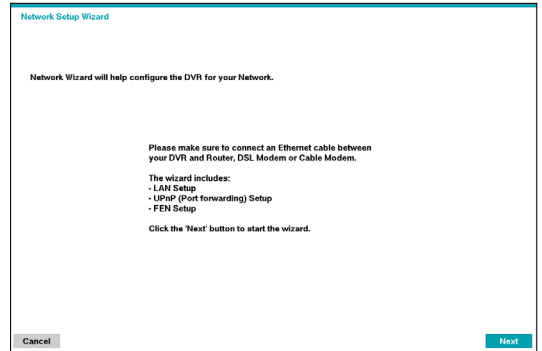 Network Setup Wizard
Network Wizard will help configure the DVR for your Network.
Please make sure to connect an Ethernet cable between
your DVR and Router, DSL Modem or Cable Modem.
The wizard includes:
- LAN Setup
- UPnP (Port forwarding) Setup
- FEN Setup
Click the 'Next' button to start the wizard.
Cancel
Next